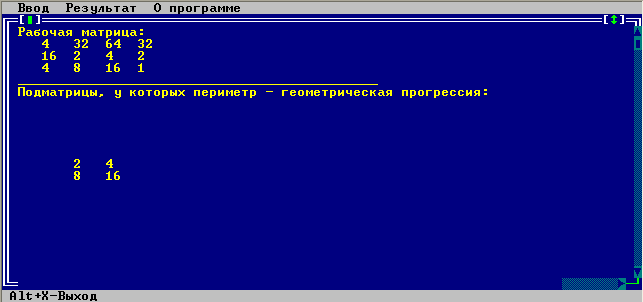 Ввод Результат О программе
Рабочая матрица:
4 32 64 32
16 2 4 2
4 8 16 1
Подматрицы, у которых периметр - геометрическая прогрессия:
2 4
8 16
Alt+X-Выход